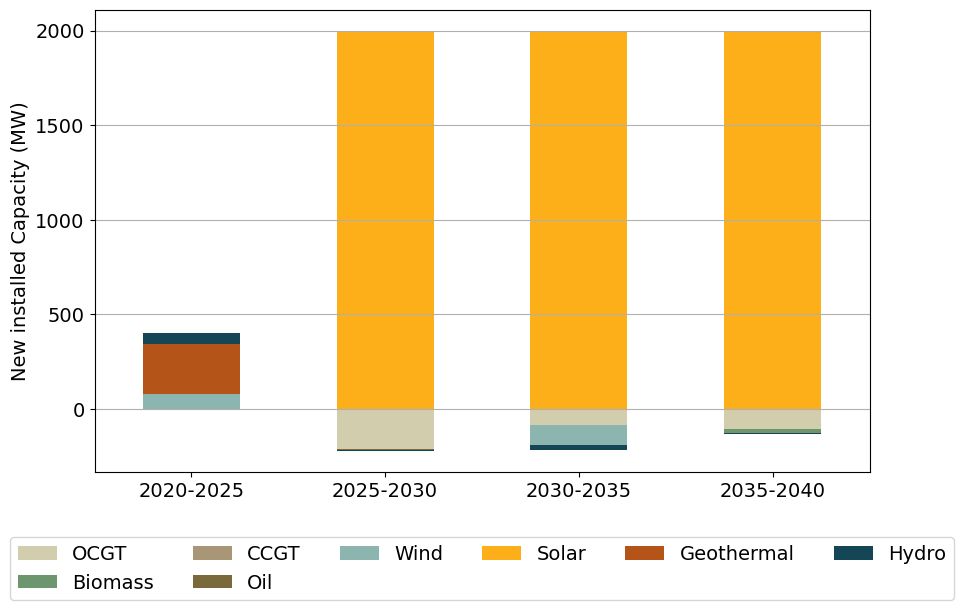 New installed Capacity (MW)
2000
1500
1000
500
0
2020-2025 2025-2030 2030-2035 2035-2040
OCGT CCGT Wind Solar Geothermal Hydro
Biomass Oil